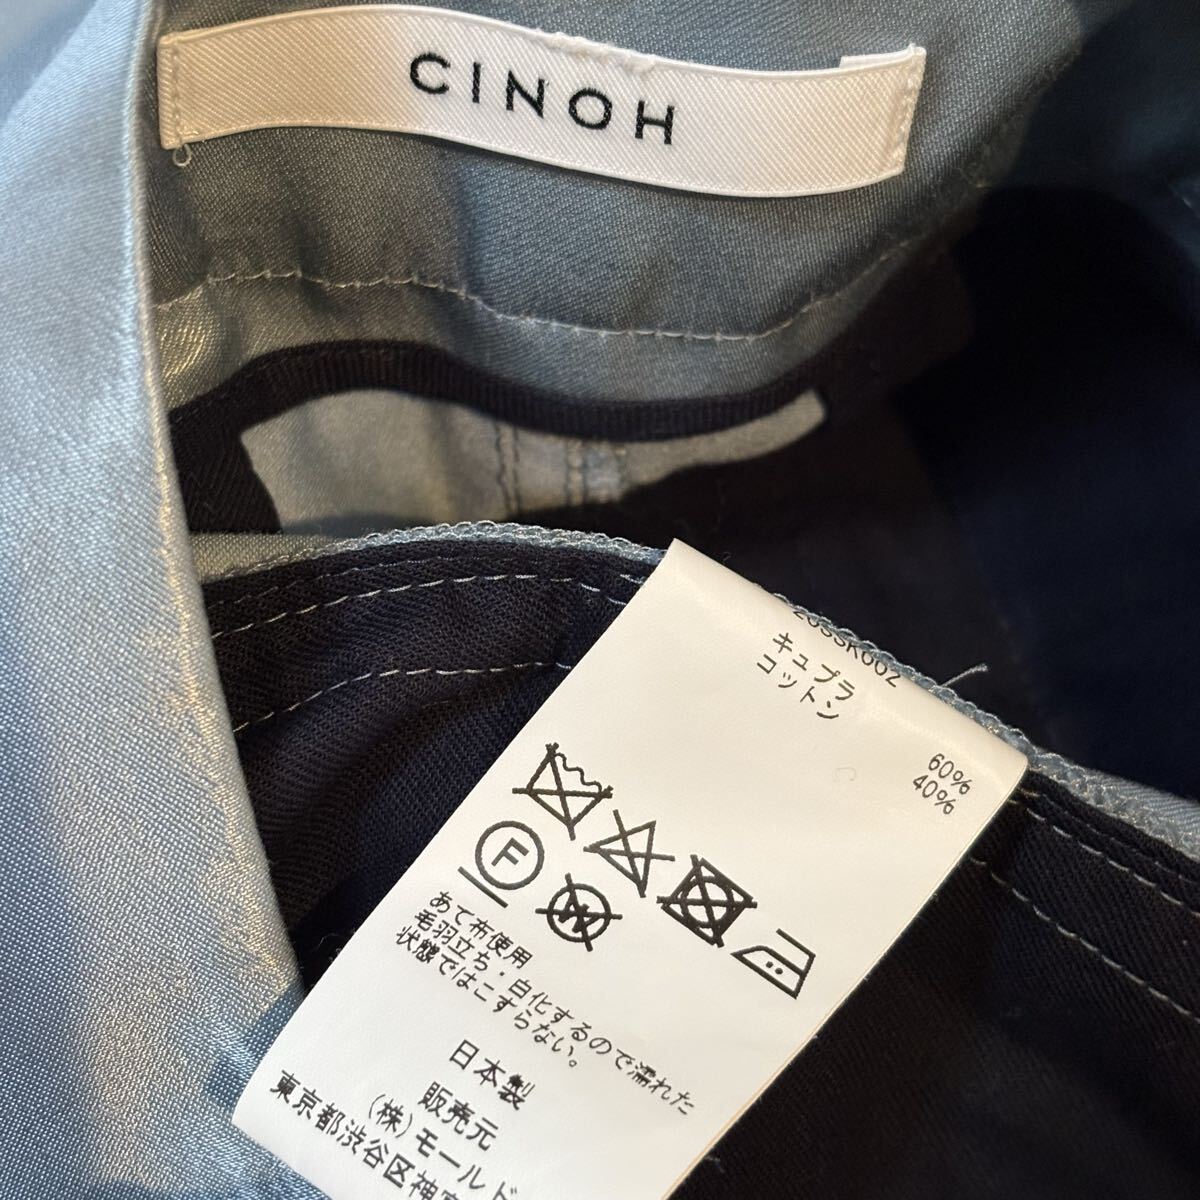 CINOH
キュプラ 60%
コットン 40%
F
W
あて布使用
毛羽立ち・白化するので濡れた
状態ではこすらない。
日本製
販売元
(株)モールド
東京都渋谷区神宮